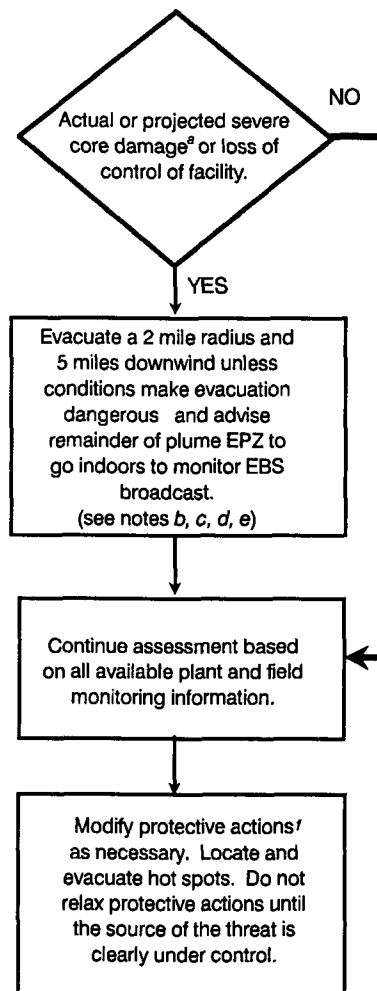 NO
Actual or projected severe
core damageª or loss of
control of facility.
YES
Evacuate a 2 mile radius and
5 miles downwind unless
conditions make evacuation
dangerous and advise
remainder of plume EPZ to
go indoors to monitor EBS
broadcast.
(see notes b, c, d, e)
Continue assessment based
on all available plant and field
monitoring information.
Modify protective actionsᶠ
as necessary. Locate and
evacuate hot spots. Do not
relax protective actions until
the source of the threat is
clearly under control.